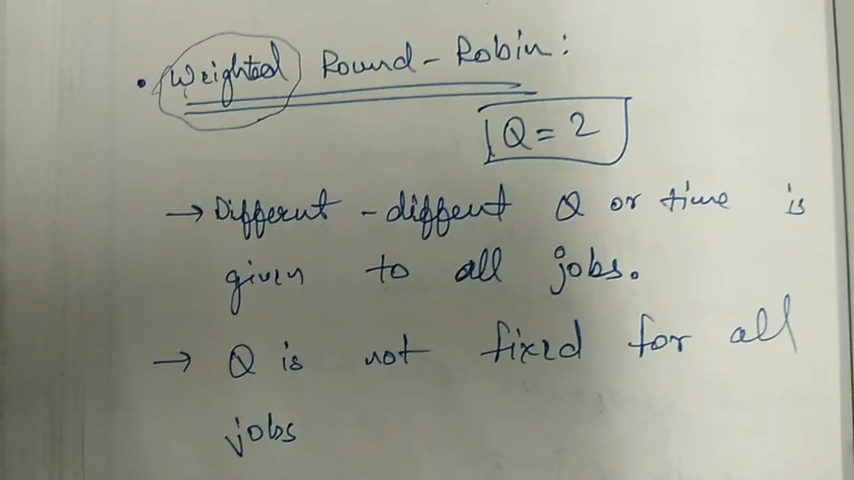 • Weighted Round-Robin:
Q = 2
→ Different - diffent Q or time is
given to all jobs.
→ Q is not fixed for all
jobs